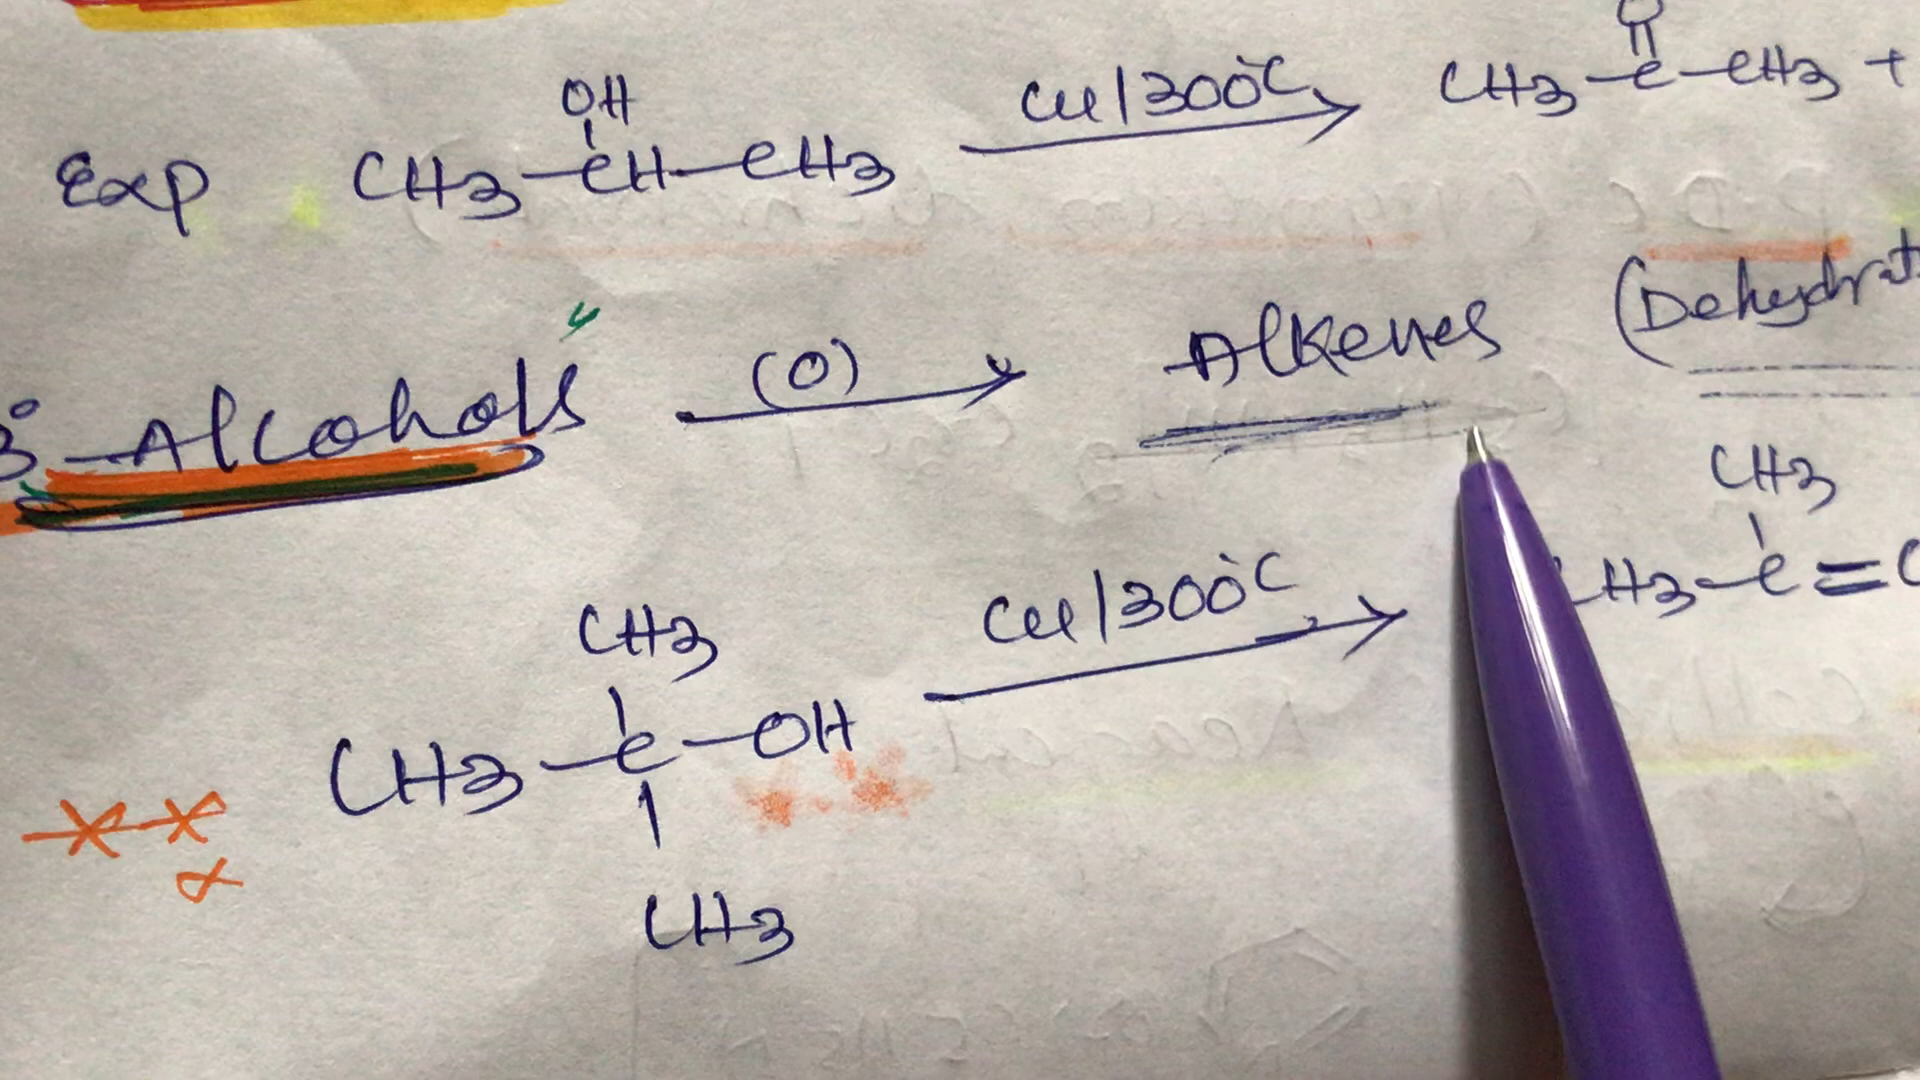 OH
Exp CH3-CH-CH3 Cu/300°C → CH3-C-CH3 +
O
3°-Alcohols (O) → Alkenes (Dehydrat
CH3
CH3 Cu/300°C → CH3-C=C
CH3-C-OH
CH3